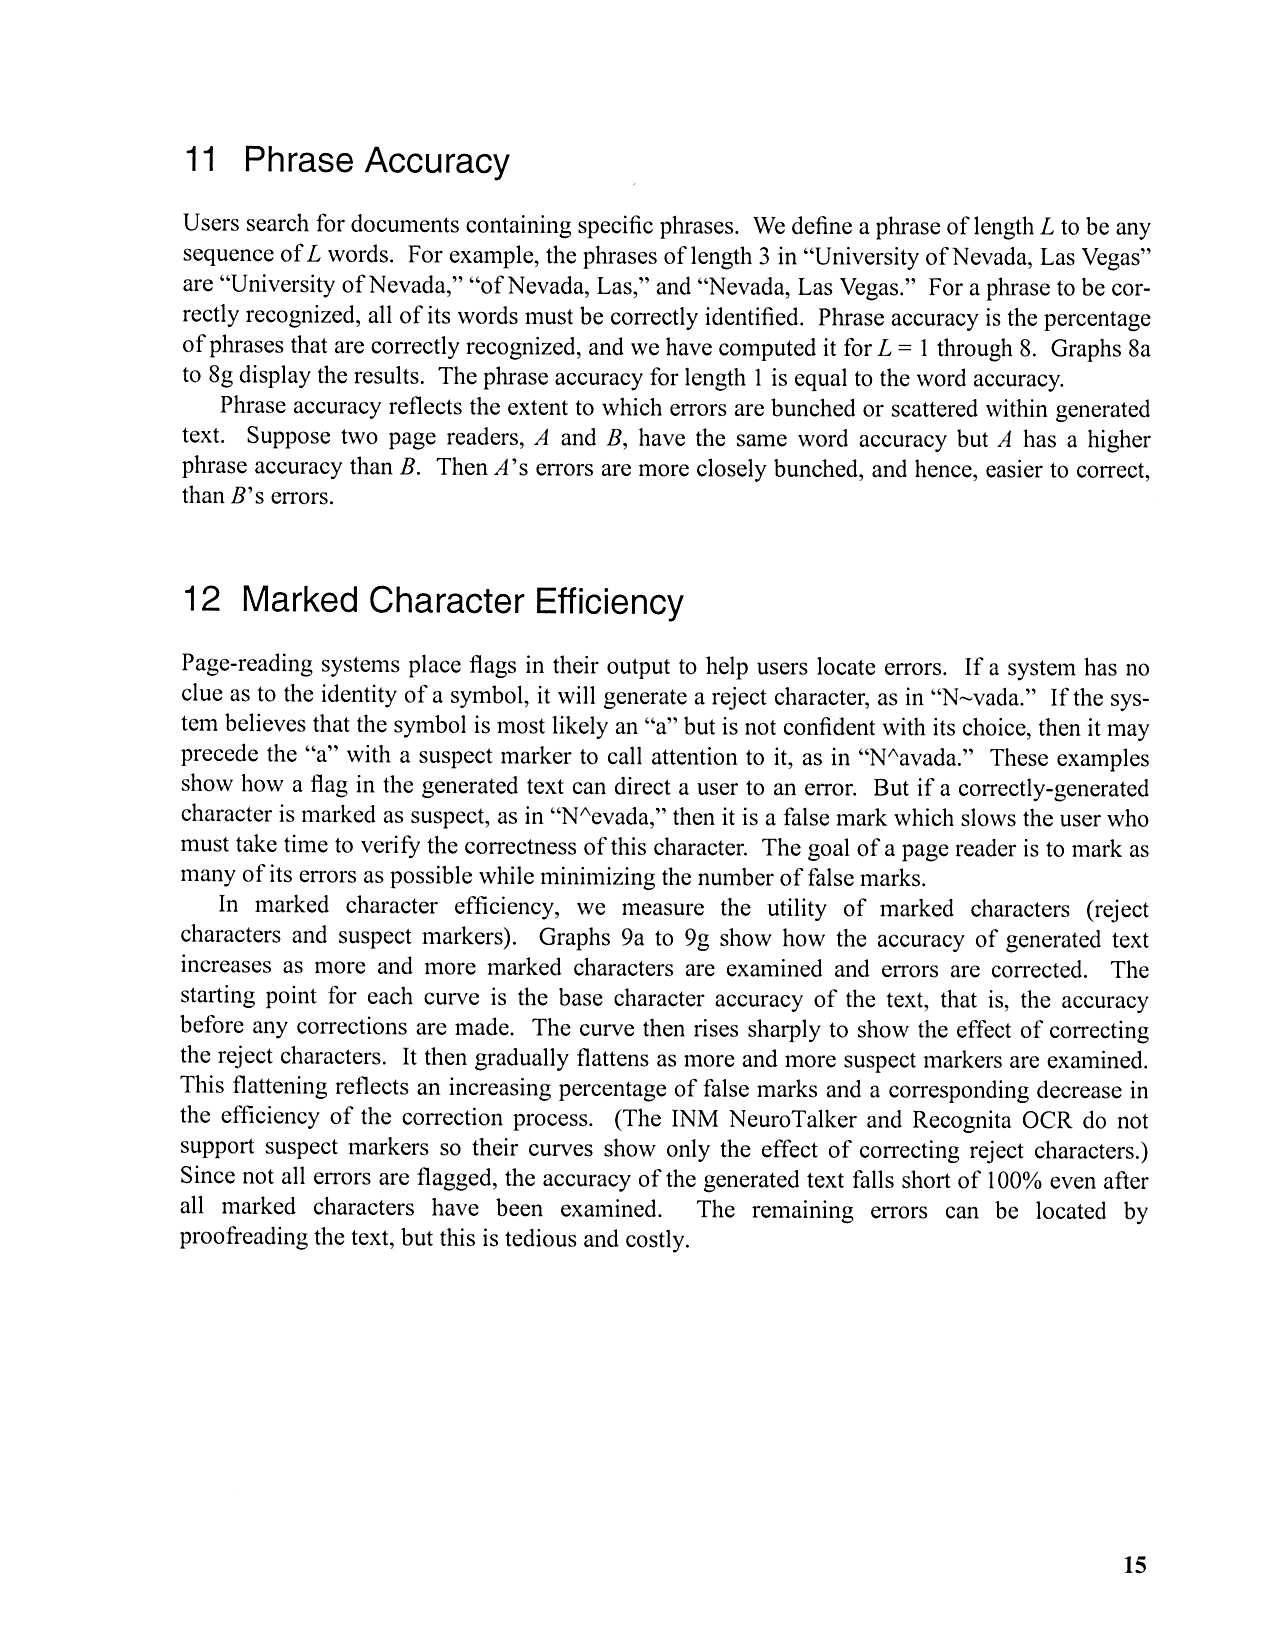 11 Phrase Accuracy
Users search for documents containing specific phrases. We define a phrase of length L to be any
sequence of L words. For example, the phrases of length 3 in “University of Nevada, Las Vegas”
are “University of Nevada,” “of Nevada, Las,” and “Nevada, Las Vegas.” For a phrase to be cor-
rectly recognized, all of its words must be correctly identified. Phrase accuracy is the percentage
of phrases that are correctly recognized, and we have computed it for L = 1 through 8. Graphs 8a
to 8g display the results. The phrase accuracy for length 1 is equal to the word accuracy.
Phrase accuracy reflects the extent to which errors are bunched or scattered within generated
text. Suppose two page readers, A and B, have the same word accuracy but A has a higher
phrase accuracy than B. Then A’s errors are more closely bunched, and hence, easier to correct,
than B’s errors.
12 Marked Character Efficiency
Page-reading systems place flags in their output to help users locate errors. If a system has no
clue as to the identity of a symbol, it will generate a reject character, as in “N~vada.” If the sys-
tem believes that the symbol is most likely an “a” but is not confident with its choice, then it may
precede the “a” with a suspect marker to call attention to it, as in “N^avada.” These examples
show how a flag in the generated text can direct a user to an error. But if a correctly-generated
character is marked as suspect, as in “N^evada,” then it is a false mark which slows the user who
must take time to verify the correctness of this character. The goal of a page reader is to mark as
many of its errors as possible while minimizing the number of false marks.
In marked character efficiency, we measure the utility of marked characters (reject
characters and suspect markers). Graphs 9a to 9g show how the accuracy of generated text
increases as more and more marked characters are examined and errors are corrected. The
starting point for each curve is the base character accuracy of the text, that is, the accuracy
before any corrections are made. The curve then rises sharply to show the effect of correcting
the reject characters. It then gradually flattens as more and more suspect markers are examined.
This flattening reflects an increasing percentage of false marks and a corresponding decrease in
the efficiency of the correction process. (The INM NeuroTalker and Recognita OCR do not
support suspect markers so their curves show only the effect of correcting reject characters.)
Since not all errors are flagged, the accuracy of the generated text falls short of 100% even after
all marked characters have been examined. The remaining errors can be located by
proofreading the text, but this is tedious and costly.
15